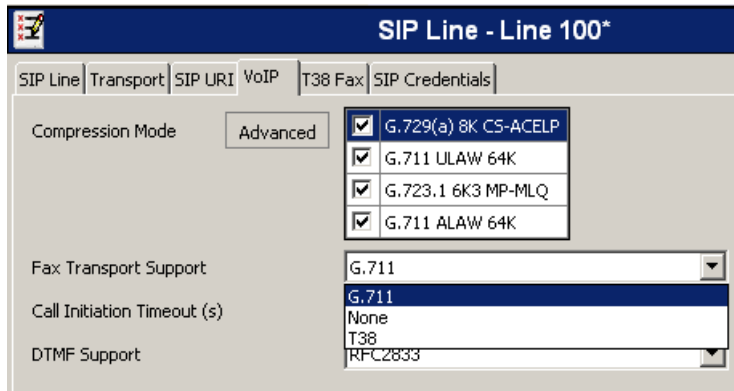 SIP Line - Line 100*
SIP Line Transport SIP URI VoIP T38 Fax SIP Credentials
Compression Mode Advanced G.729(a) 8K CS-ACELP
G.711 ULAW 64K
G.723.1 6K3 MP-MLQ
G.711 ALAW 64K
Fax Transport Support G.711
G.711
Call Initiation Timeout (s) None
T38
DTMF Support RFC2833